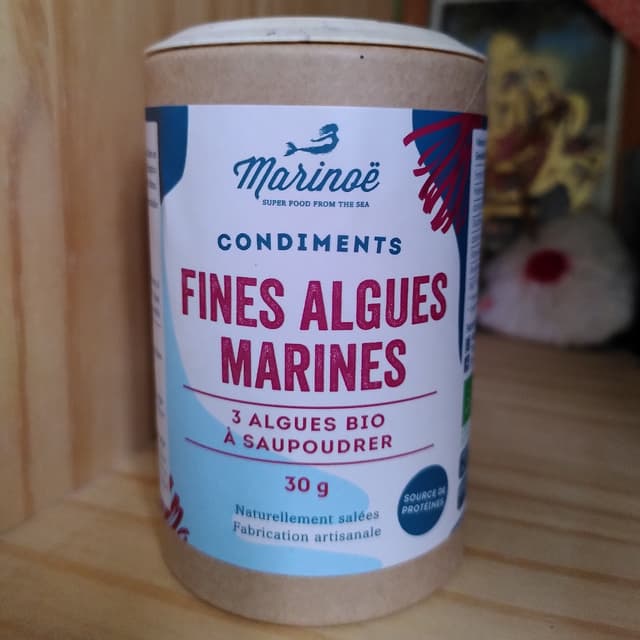 Marinoë
SUPER FOOD FROM THE SEA
CONDIMENTS
FINES ALGUES
MARINES
3 ALGUES BIO
À SAUPOUDRER
30 g
Naturellement salées
Fabrication artisanale
SOURCE DE
PROTÉINES